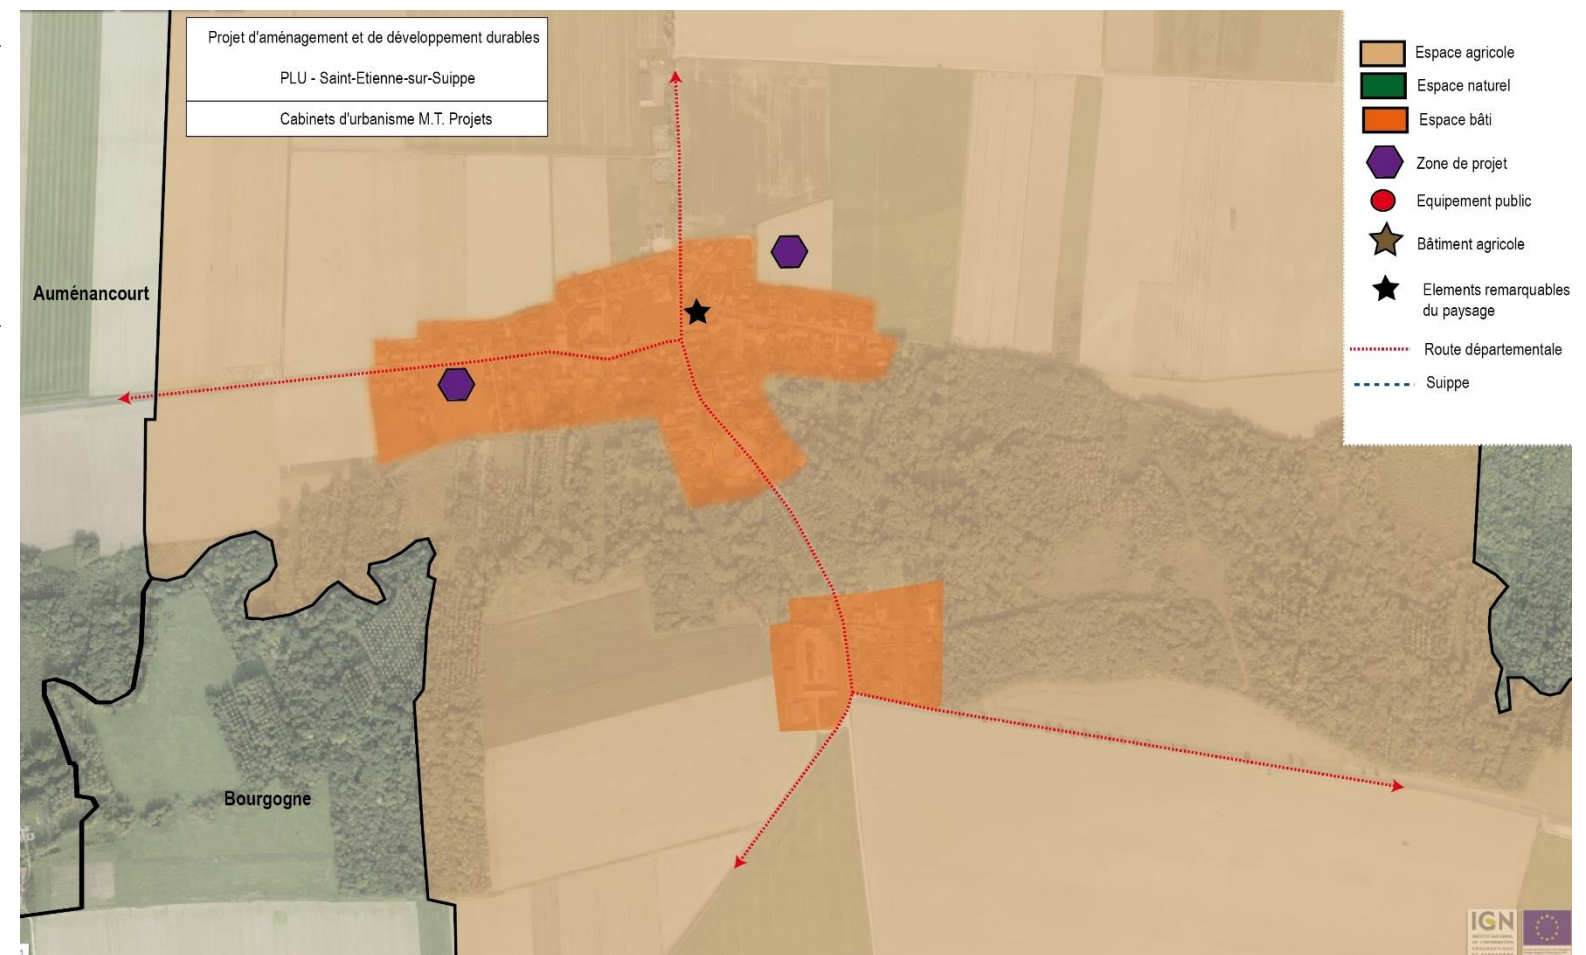 Projet d'aménagement et de développement durables
PLU - Saint-Etienne-sur-Suippe
Cabinets d'urbanisme M.T. Projets
Espace agricole
Espace naturel
Espace bâti
Zone de projet
Equipement public
Bâtiment agricole
Elements remarquables
du paysage
Route départementale
Suippe
Auménancourt
Bourgogne
IGN